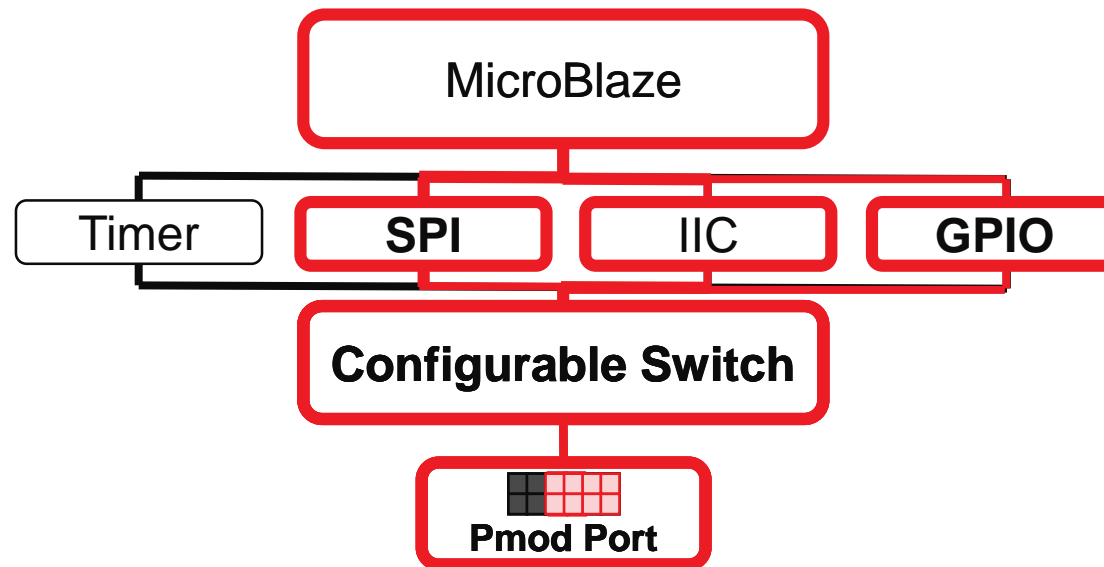 MicroBlaze
Timer
SPI
IIC
GPIO
Configurable Switch
Pmod Port